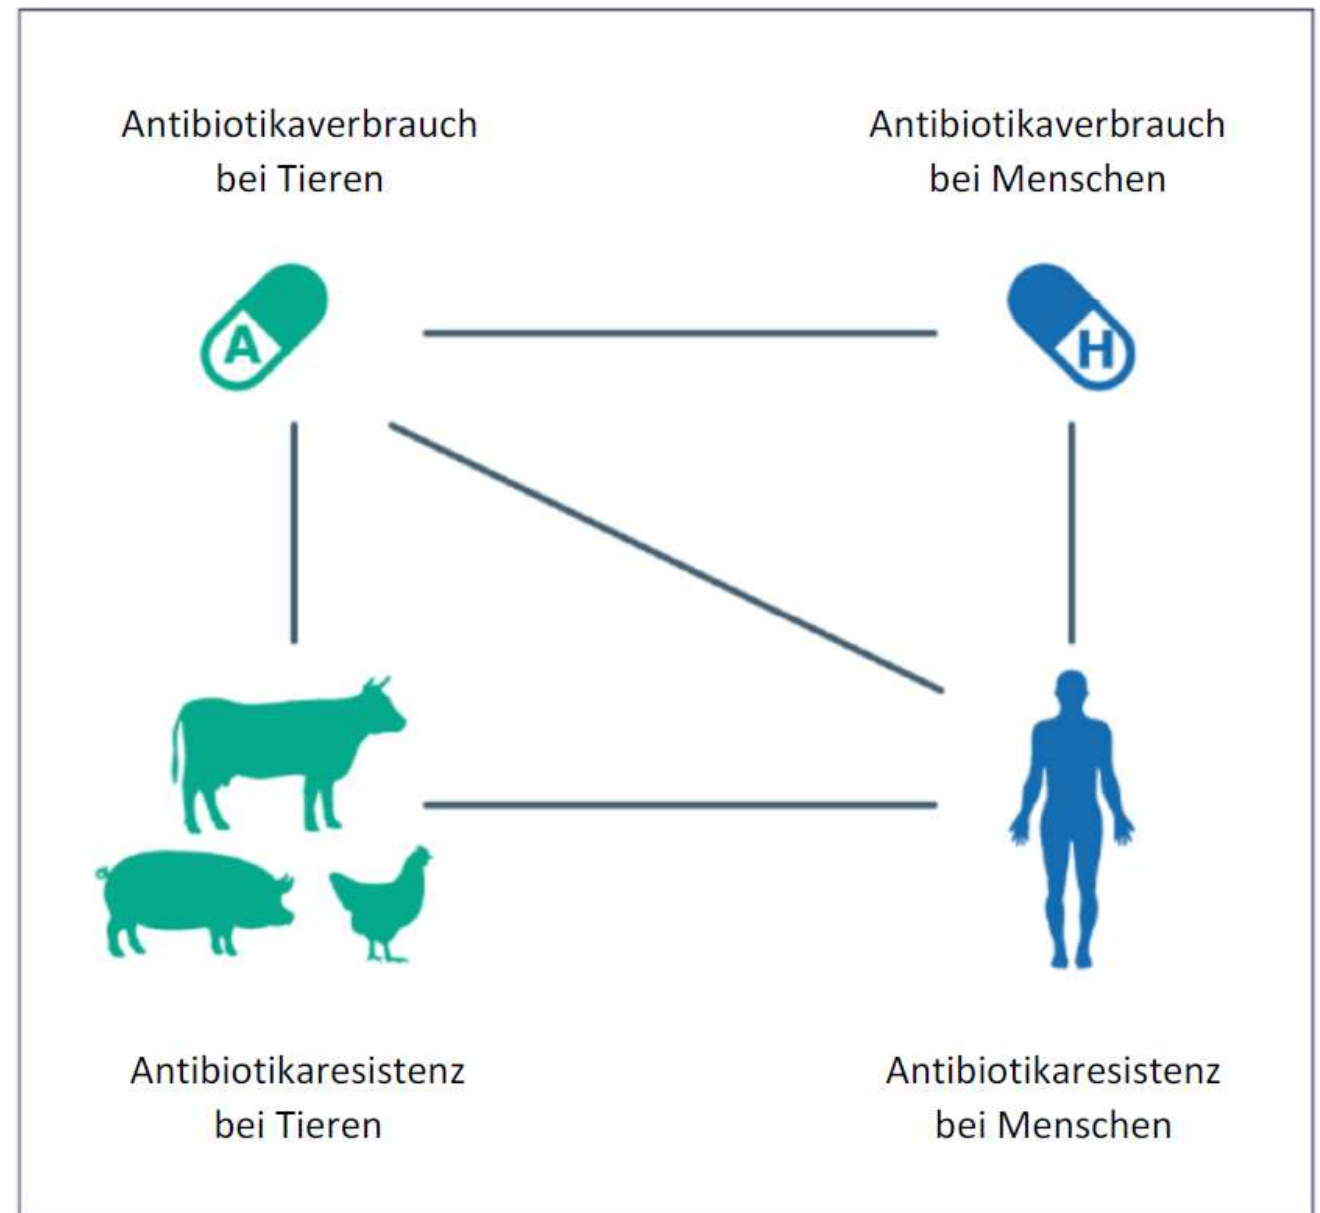 Antibiotikaverbrauch
bei Tieren
Antibiotikaverbrauch
bei Menschen
A
H
Antibiotikaresistenz
bei Tieren
Antibiotikaresistenz
bei Menschen